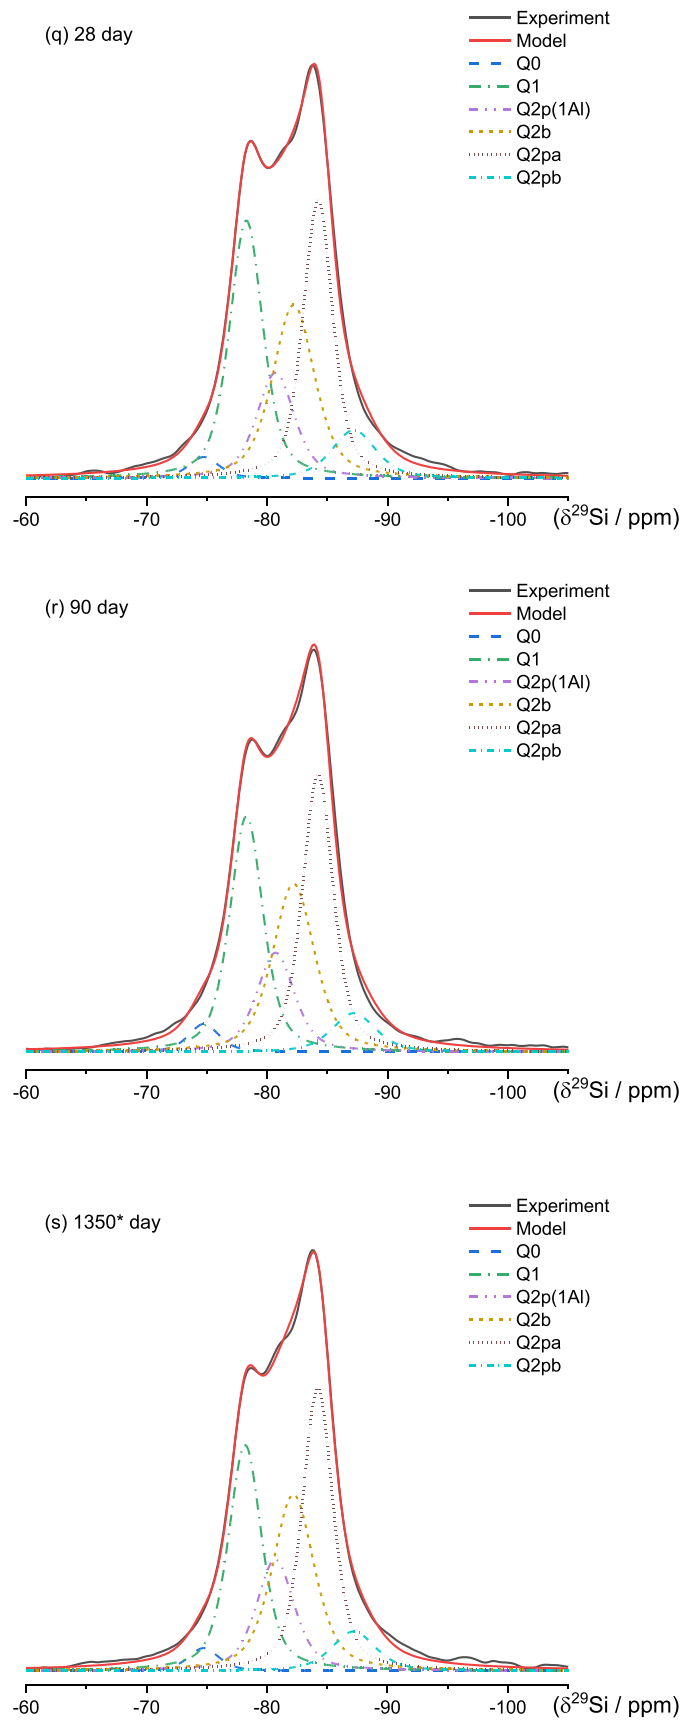 (q) 28 day
Experiment
Model
Q0
Q1
Q2p(1Al)
Q2b
Q2pa
Q2pb
-60 -70 -80 -90 -100 (δ²⁹Si / ppm)
(r) 90 day
Experiment
Model
Q0
Q1
Q2p(1Al)
Q2b
Q2pa
Q2pb
-60 -70 -80 -90 -100 (δ²⁹Si / ppm)
(s) 1350* day
Experiment
Model
Q0
Q1
Q2p(1Al)
Q2b
Q2pa
Q2pb
-60 -70 -80 -90 -100 (δ²⁹Si / ppm)